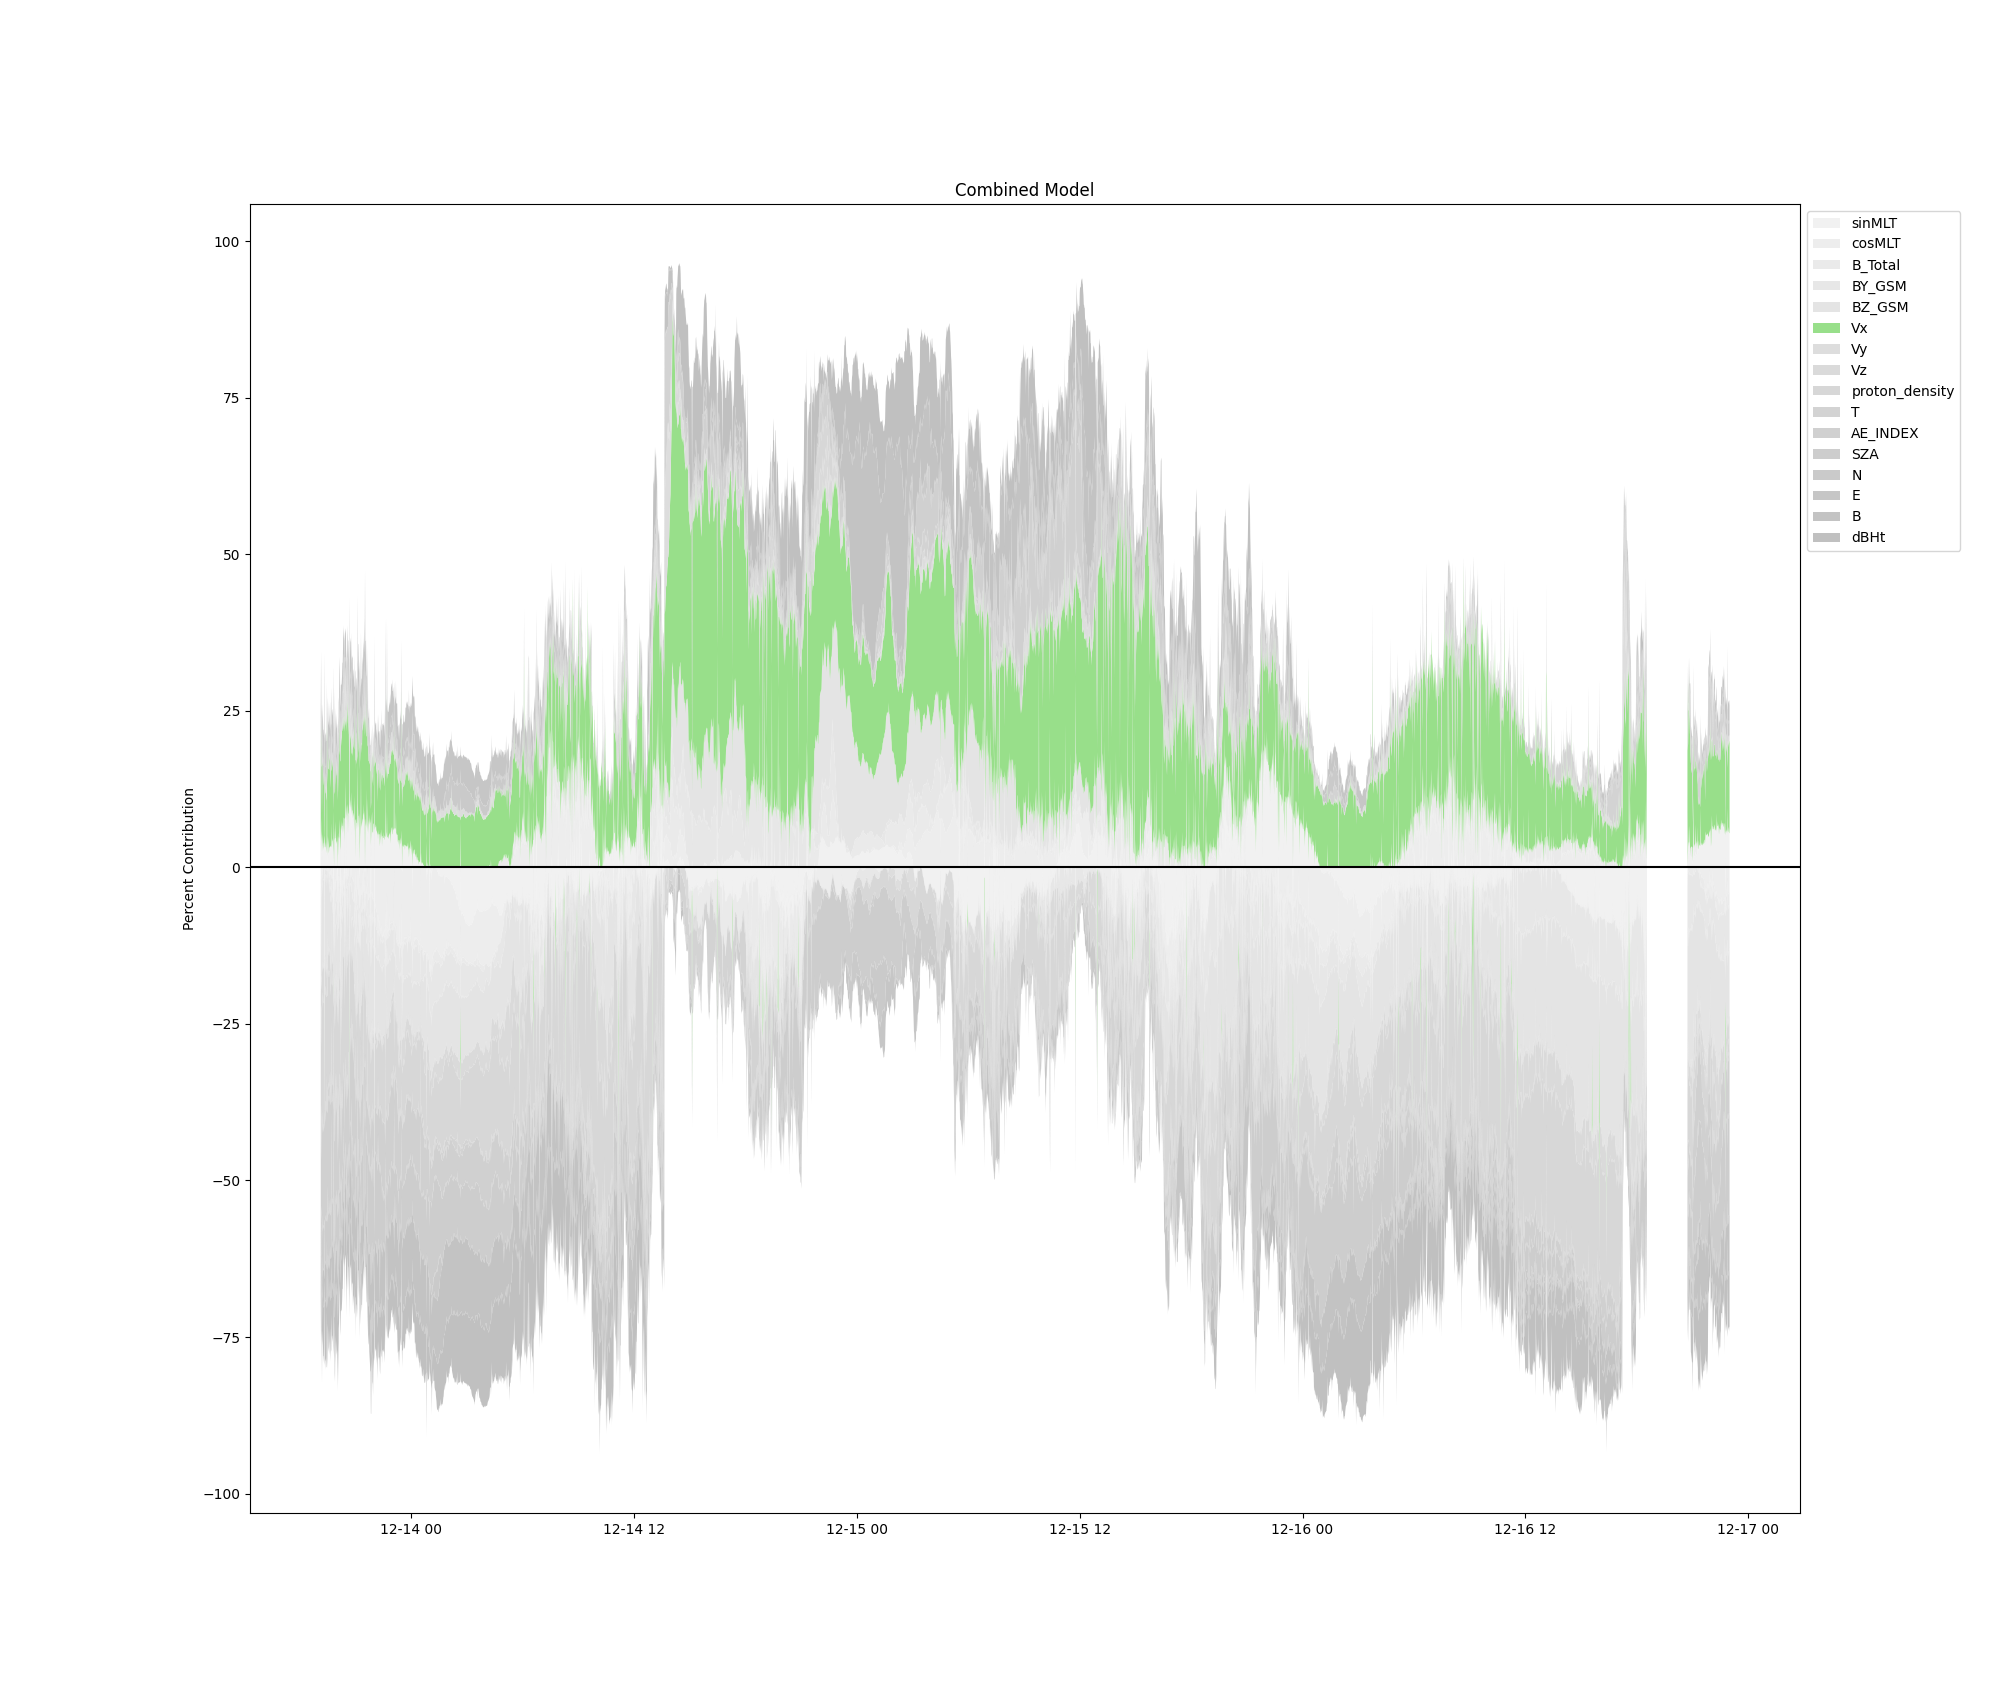 Combined Model
100
75
50
25
0
−25
−50
−75
−100
Percent Contribution
12-14 00
12-14 12
12-15 00
12-15 12
12-16 00
12-16 12
12-17 00
sinMLT
cosMLT
B_Total
BY_GSM
BZ_GSM
Vx
Vy
Vz
proton_density
T
AE_INDEX
SZA
N
E
B
dBHt